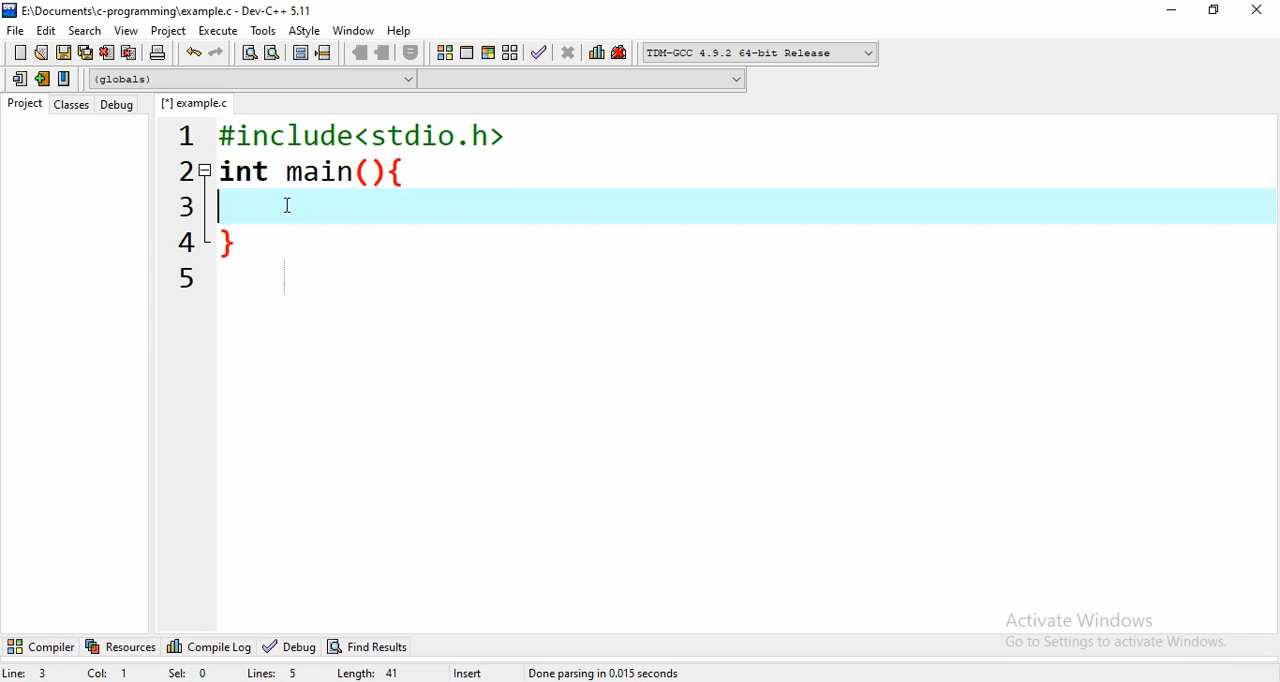 E:\Documents\c-programming\example.c - Dev-C++ 5.11
File Edit Search View Project Execute Tools AStyle Window Help
TDM-GCC 4.9.2 64-bit Release
(globals)
Project Classes Debug [*] example.c
1 #include<stdio.h>
2 int main(){
3
4 }
5
Activate Windows
Go to Settings to activate Windows.
Compiler Resources Compile Log Debug Find Results
Line: 3 Col: 1 Sel: 0 Lines: 5 Length: 41 Insert Done parsing in 0.015 seconds